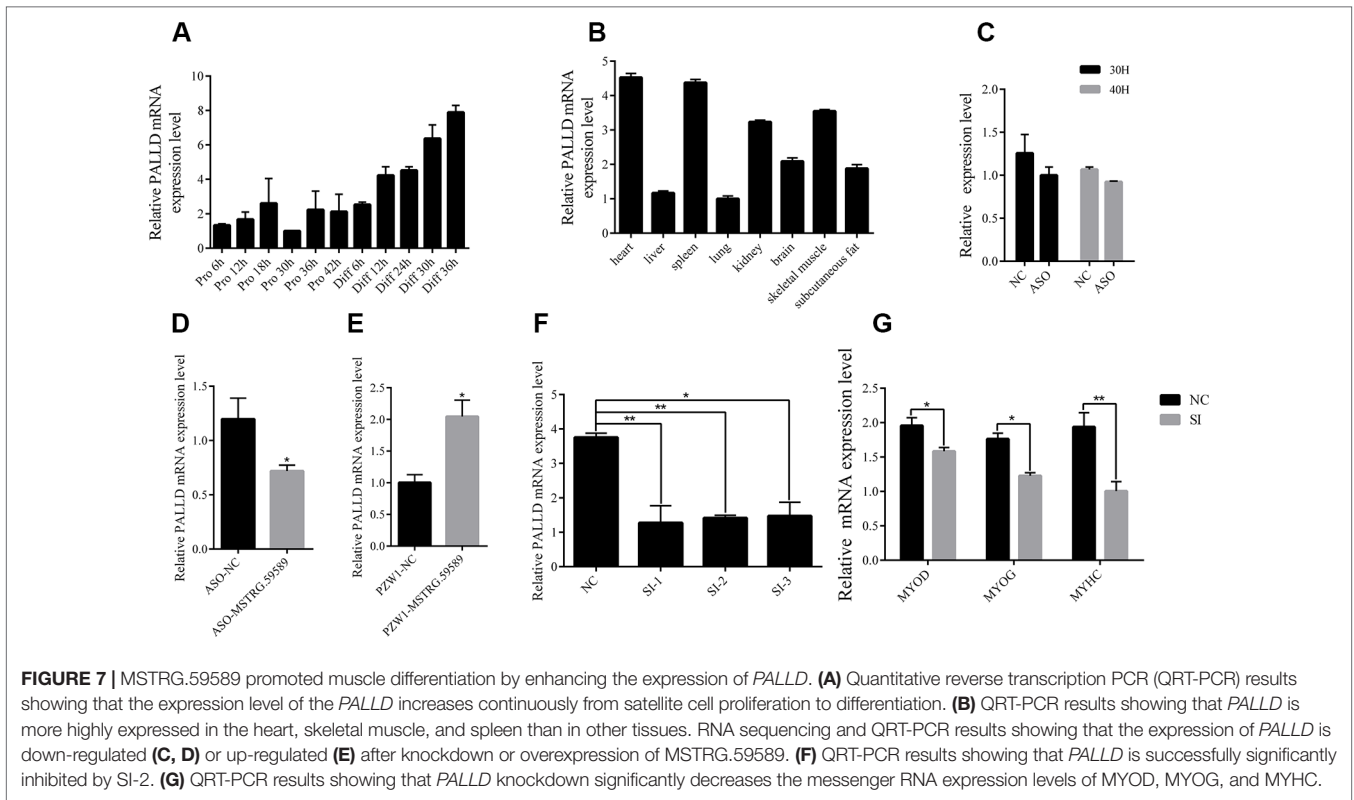 A
Relative PALLD mRNA
expression level
10
8
6
4
2
0
Pro 6h
Pro 12h
Pro 18h
Pro 30h
Pro 36h
Pro 42h
Diff 6h
Diff 12h
Diff 24h
Diff 30h
Diff 36h
B
Relative PALLD mRNA
expression level
5
4
3
2
1
0
heart
liver
spleen
lung
kidney
brain
skeletal muscle
subcutaneous fat
C
30H
40H
Relative expression level
2.0
1.5
1.0
0.5
0.0
NC
ASO
NC
ASO
D
Relative PALLD mRNA expression level
1.5
1.0
0.5
0.0
*
ASO-NC
ASO-MSTRG.59589
E
Relative PALLD mRNA expression level
2.5
2.0
1.5
1.0
0.5
0.0
*
PZW1-NC
PZW1-MSTRG.59589
F
Relative PALLD mRNA expression level
5
4
3
2
1
0
*
**
**
NC
SI-1
SI-2
SI-3
G
Relative mRNA expression level
2.5
2.0
1.5
1.0
0.5
0.0
*
*
**
MYOD
MYOG
MYHC
NC
SI
FIGURE 7 | MSTRG.59589 promoted muscle differentiation by enhancing the expression of PALLD. (A) Quantitative reverse transcription PCR (QRT-PCR) results
showing that the expression level of the PALLD increases continuously from satellite cell proliferation to differentiation. (B) QRT-PCR results showing that PALLD is
more highly expressed in the heart, skeletal muscle, and spleen than in other tissues. RNA sequencing and QRT-PCR results showing that the expression of PALLD is
down-regulated (C, D) or up-regulated (E) after knockdown or overexpression of MSTRG.59589. (F) QRT-PCR results showing that PALLD is successfully significantly
inhibited by SI-2. (G) QRT-PCR results showing that PALLD knockdown significantly decreases the messenger RNA expression levels of MYOD, MYOG, and MYHC.